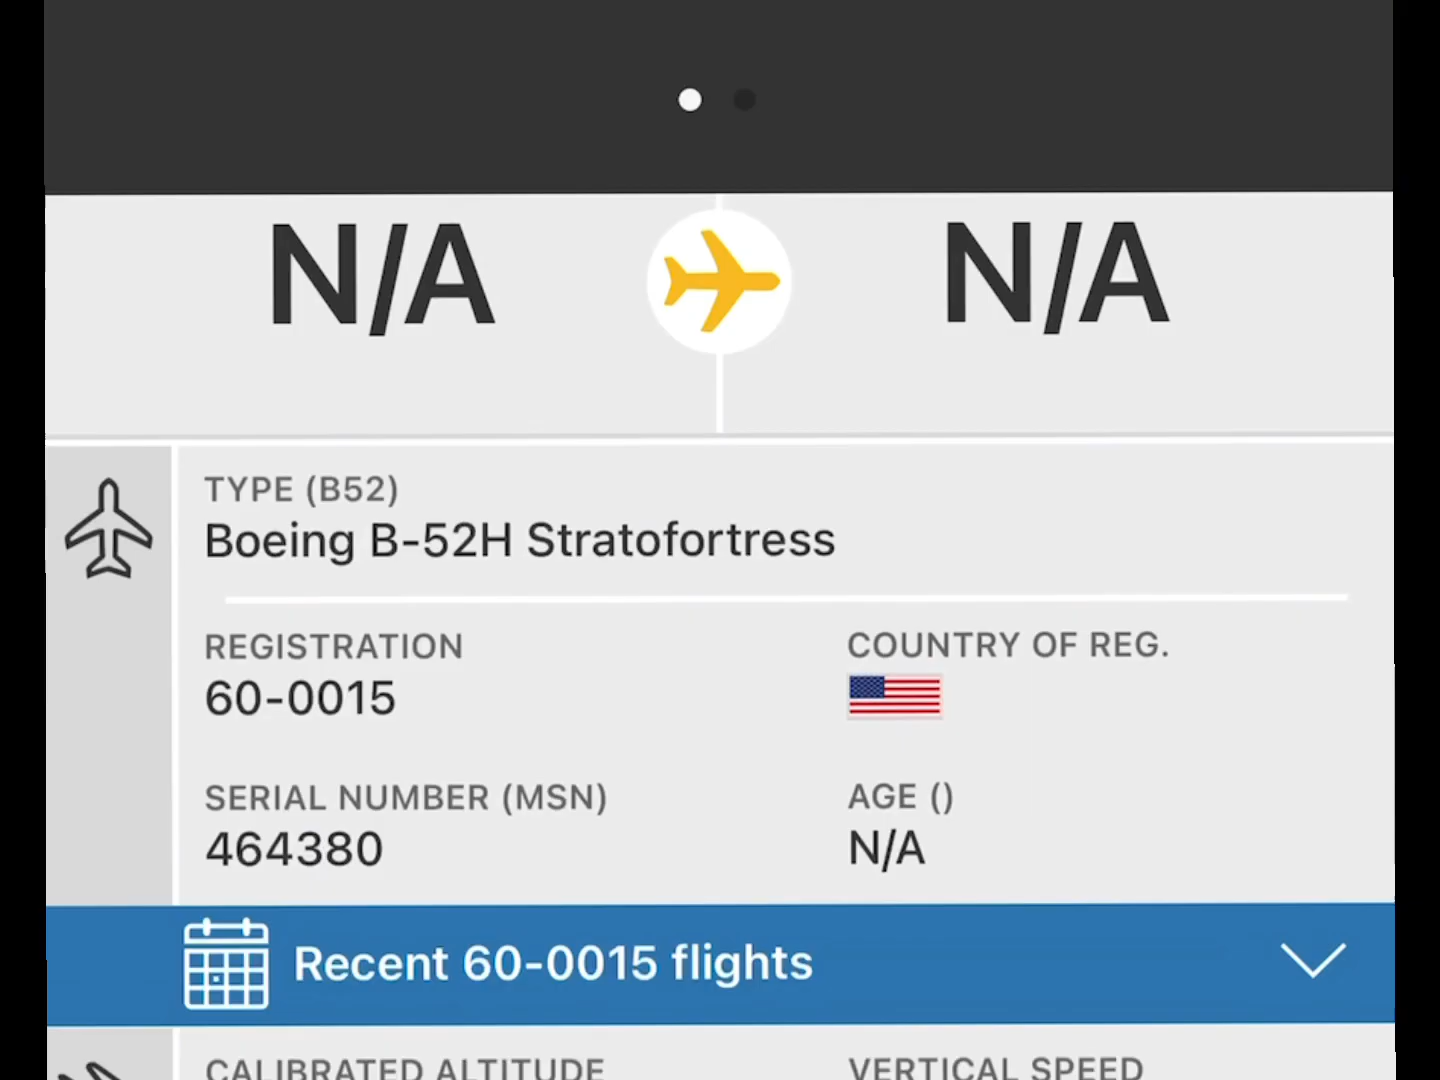 N/A N/A
TYPE (B52)
Boeing B-52H Stratofortress
REGISTRATION COUNTRY OF REG.
60-0015
SERIAL NUMBER (MSN) AGE ()
464380 N/A
Recent 60-0015 flights
CALIBRATED ALTITUDE VERTICAL SPEED